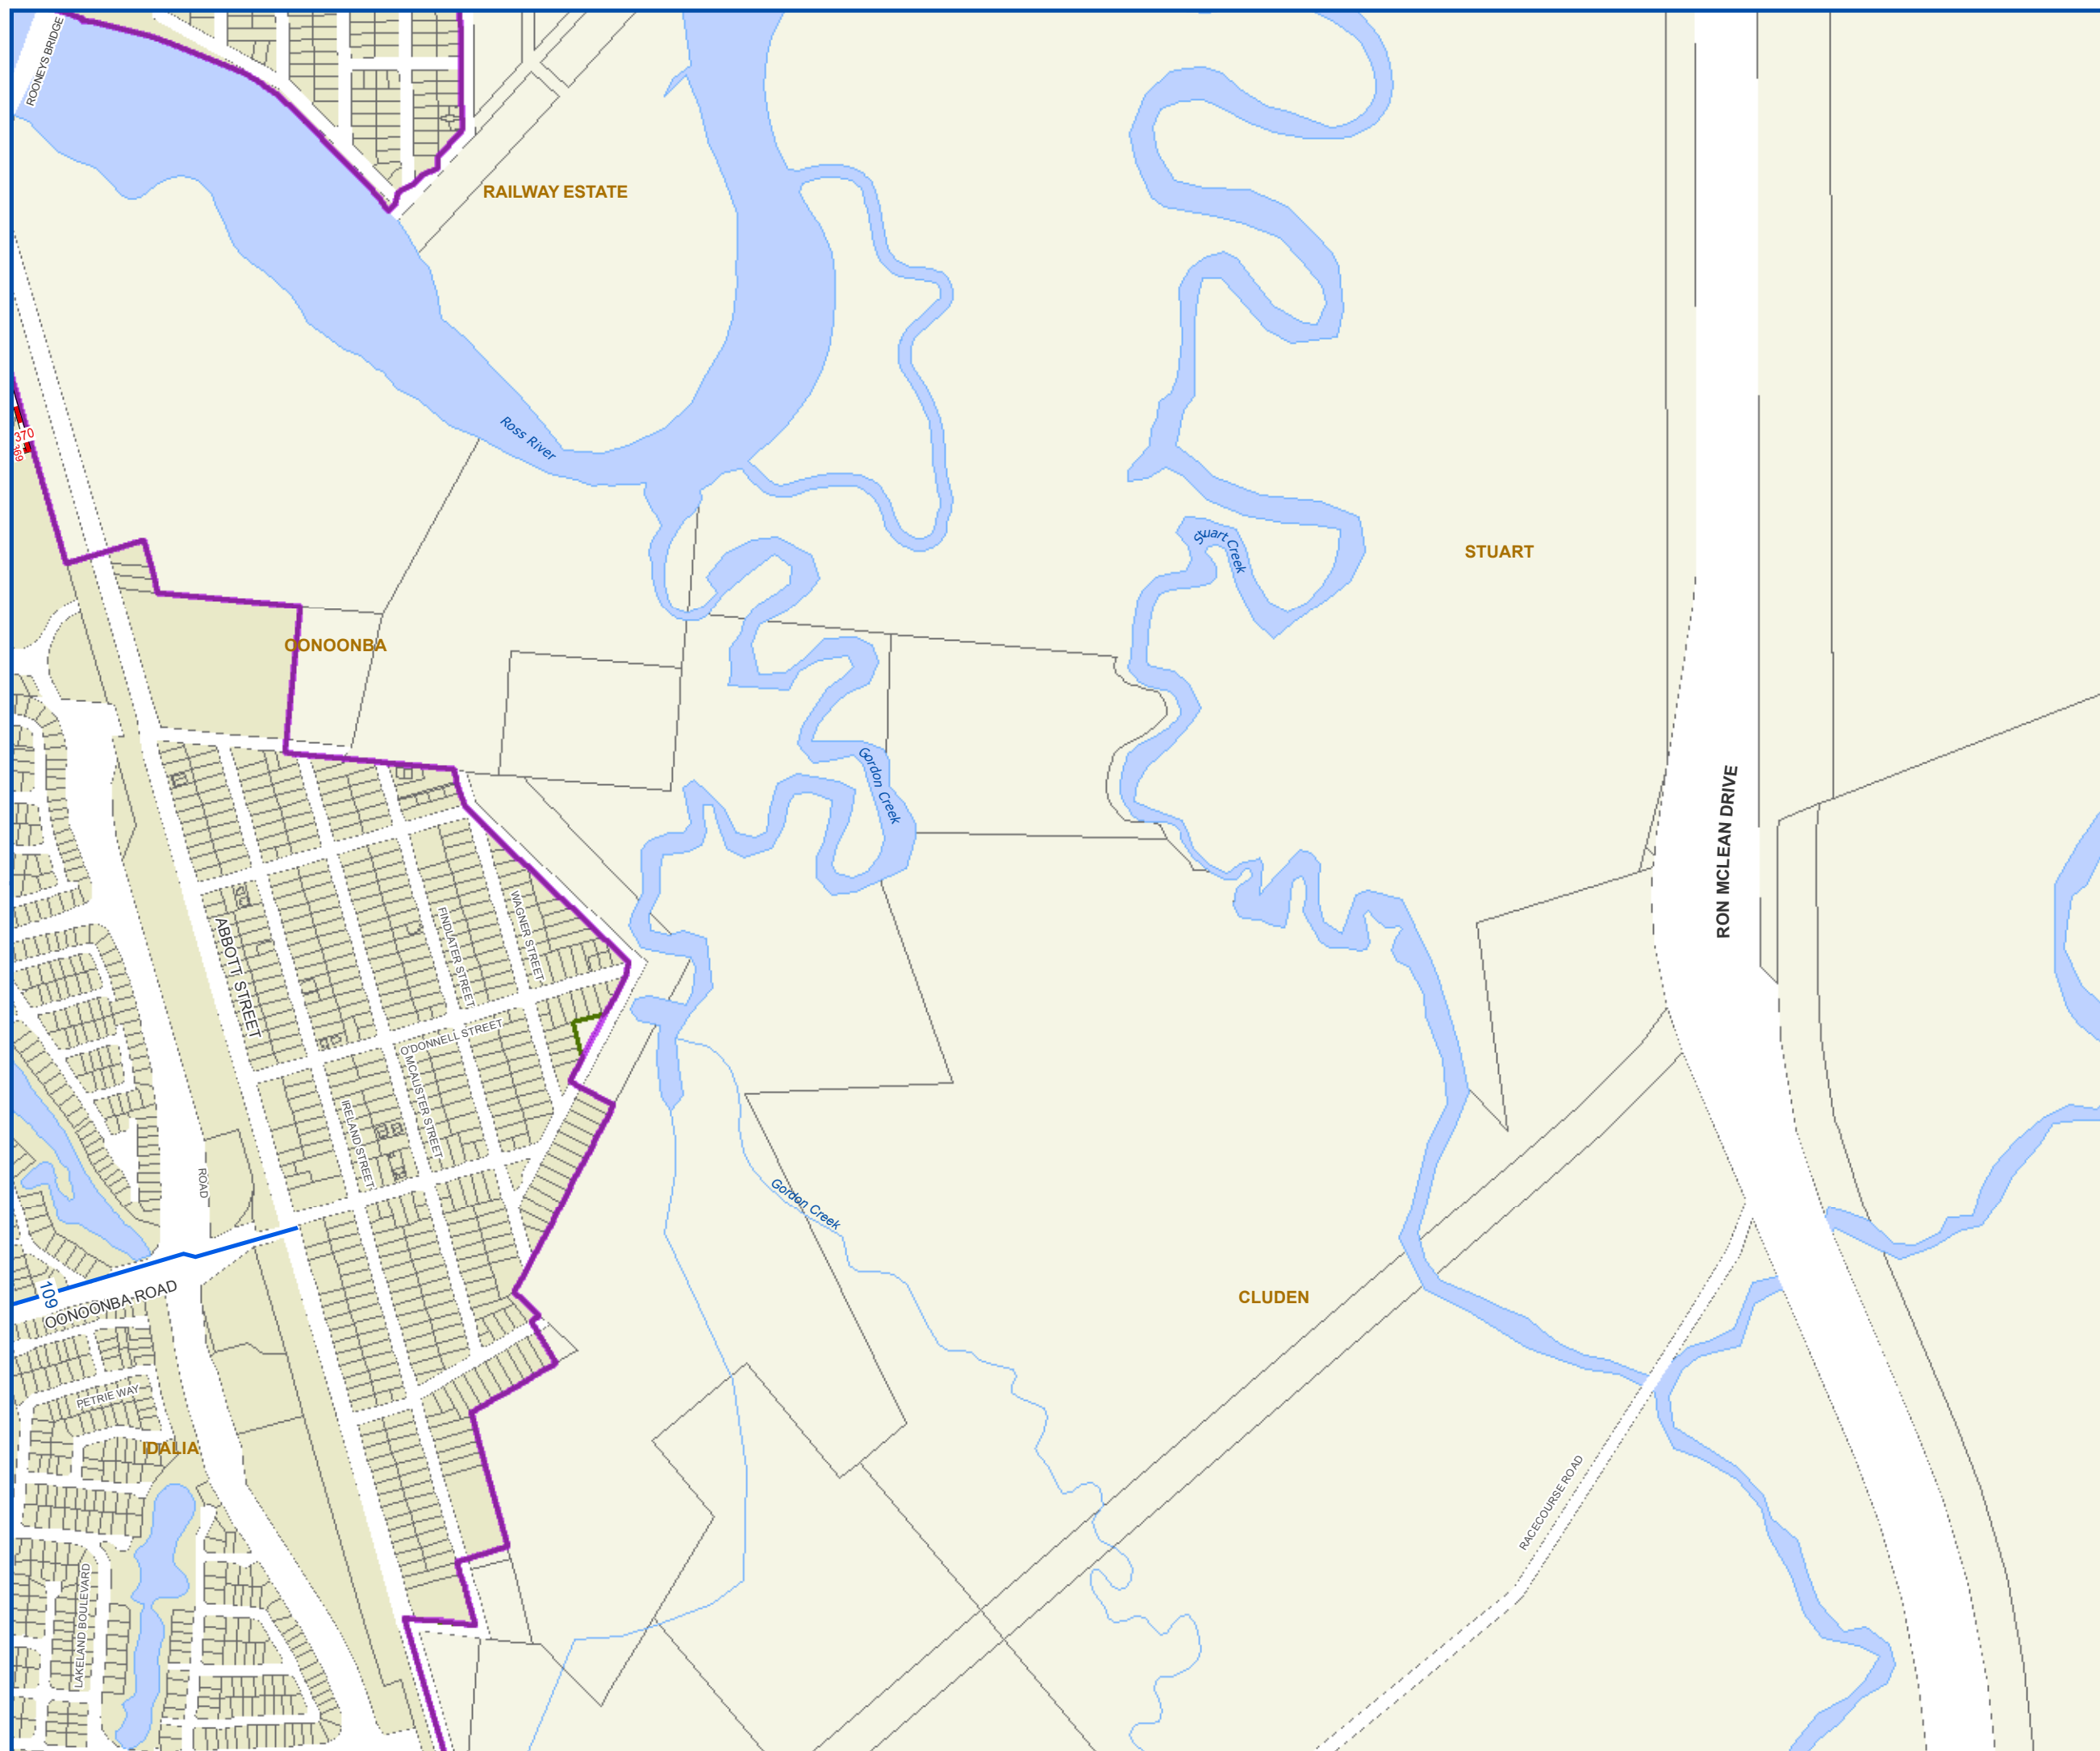 ROONEYS BRIDGE
RAILWAY ESTATE
370
369
Ross River
Stuart Creek
STUART
OONOONBA
Gordon Creek
RON MCLEAN DRIVE
WAGNER STREET
FINDLATER STREET
ABBOTT STREET
O'DONNELL STREET
MCALISTER STREET
IRELAND STREET
ROAD
Gordon Creek
109
OONOONBA ROAD
CLUDEN
PETRIE WAY
IDALIA
RACECOURSE ROAD
LAKELAND BOULEVARD